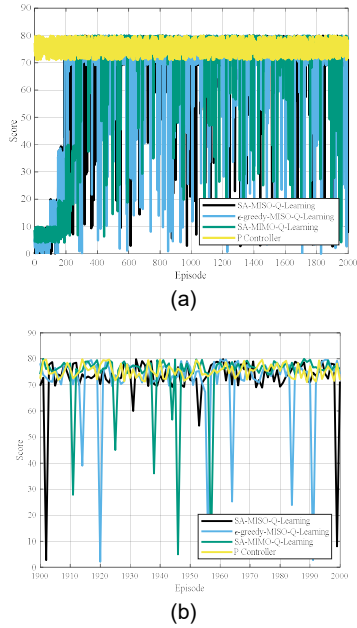 90
80
70
60
50
40
30
20
10
0
Score
0 200 400 600 800 1000 1200 1400 1600 1800 2000
Episode
SA-MISO-Q-Learning
ϵ-greedy-MISO-Q-Learning
SA-MIMO-Q-Learning
P Controller
(a)
90
80
70
60
50
40
30
20
10
0
Score
1900 1910 1920 1930 1940 1950 1960 1970 1980 1990 2000
Episode
SA-MISO-Q-Learning
ϵ-greedy-MISO-Q-Learning
SA-MIMO-Q-Learning
P Controller
(b)